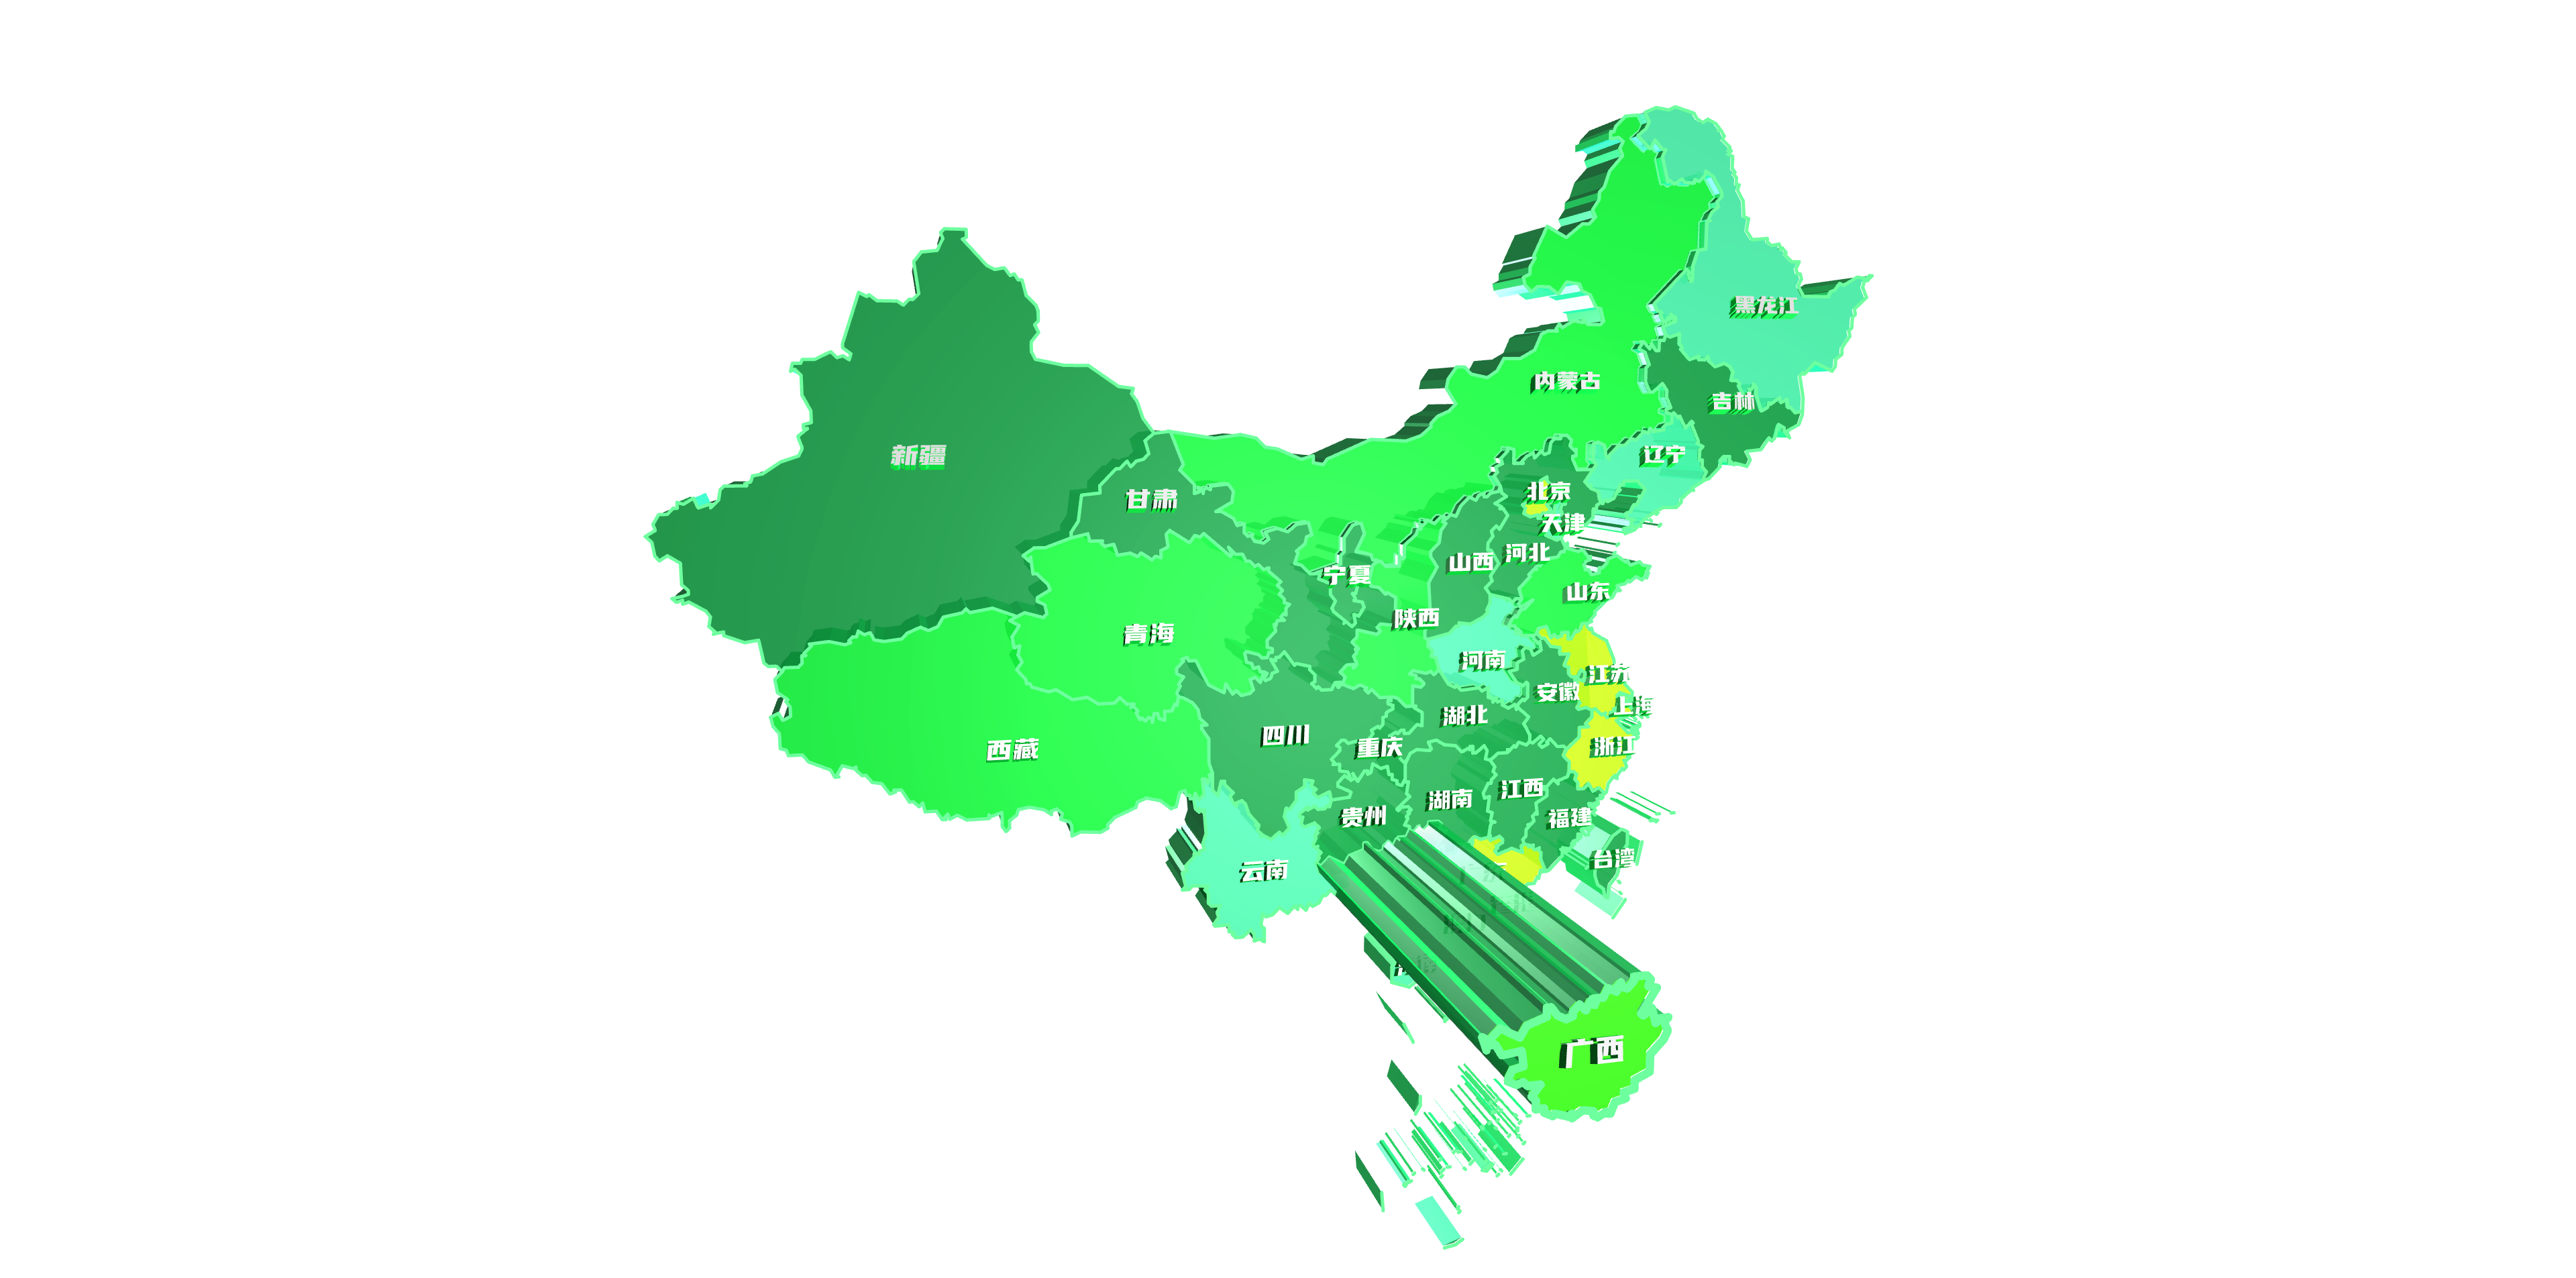 黑龙江
内蒙古
吉林
新疆
辽宁
北京
甘肃
天津
河北
山西
宁夏
山东
陕西
青海
河南
江苏
安徽
上海
湖北
四川
浙江
重庆
西藏
江西
湖南
贵州
福建
台湾
云南
广西